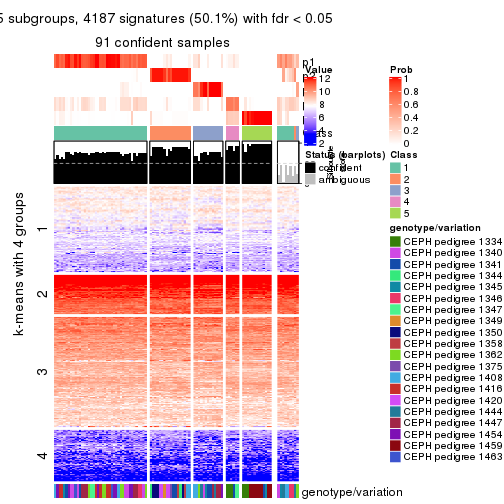 5 subgroups, 4187 signatures (50.1%) with fdr < 0.05
91 confident samples
k-means with 4 groups
1
2
3
4
p1
Value
12
10
8
6
4
2
Prob
1
0.8
0.6
0.4
0.2
0
Status (barplots)
confident
ambiguous
Class
1
2
3
4
5
genotype/variation
CEPH pedigree 1334
CEPH pedigree 1340
CEPH pedigree 1341
CEPH pedigree 1344
CEPH pedigree 1345
CEPH pedigree 1346
CEPH pedigree 1347
CEPH pedigree 1349
CEPH pedigree 1350
CEPH pedigree 1358
CEPH pedigree 1362
CEPH pedigree 1375
CEPH pedigree 1408
CEPH pedigree 1416
CEPH pedigree 1420
CEPH pedigree 1444
CEPH pedigree 1447
CEPH pedigree 1454
CEPH pedigree 1459
CEPH pedigree 1463
genotype/variation